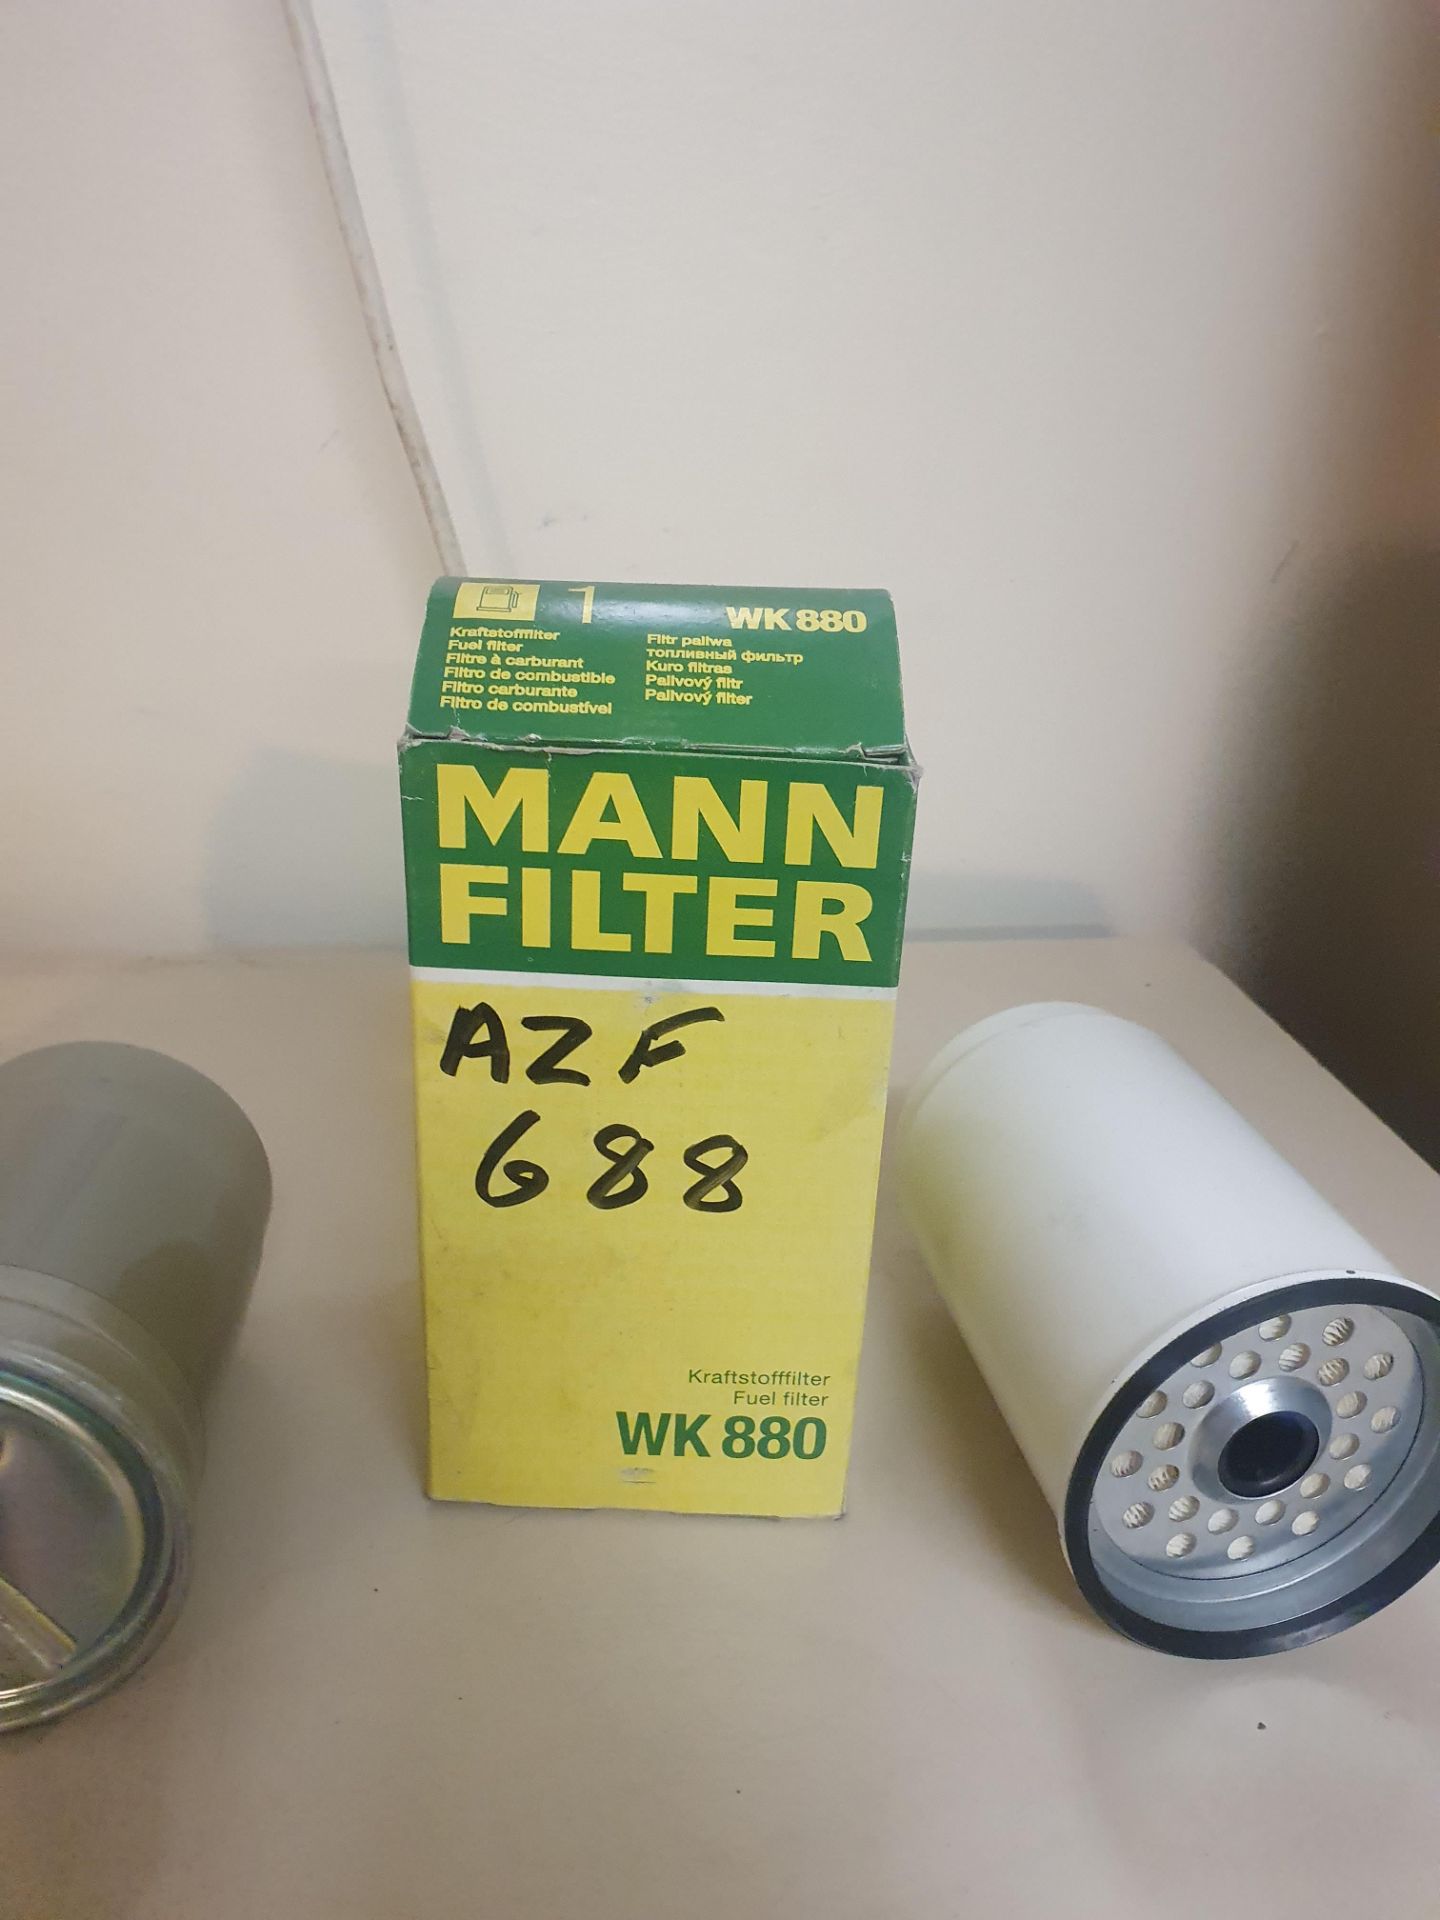 1 WK 880
Kraftstofffilter
Fuel filter
Filtre à carburant
Filtro de combustible
Filtro carburante
Filtro de combustível
Filtr paliwa
топливный фильтр
Kuro filtras
Palivový filtr
Palivový filter
MANN
FILTER
AZF
688
Kraftstofffilter
Fuel filter
WK 880